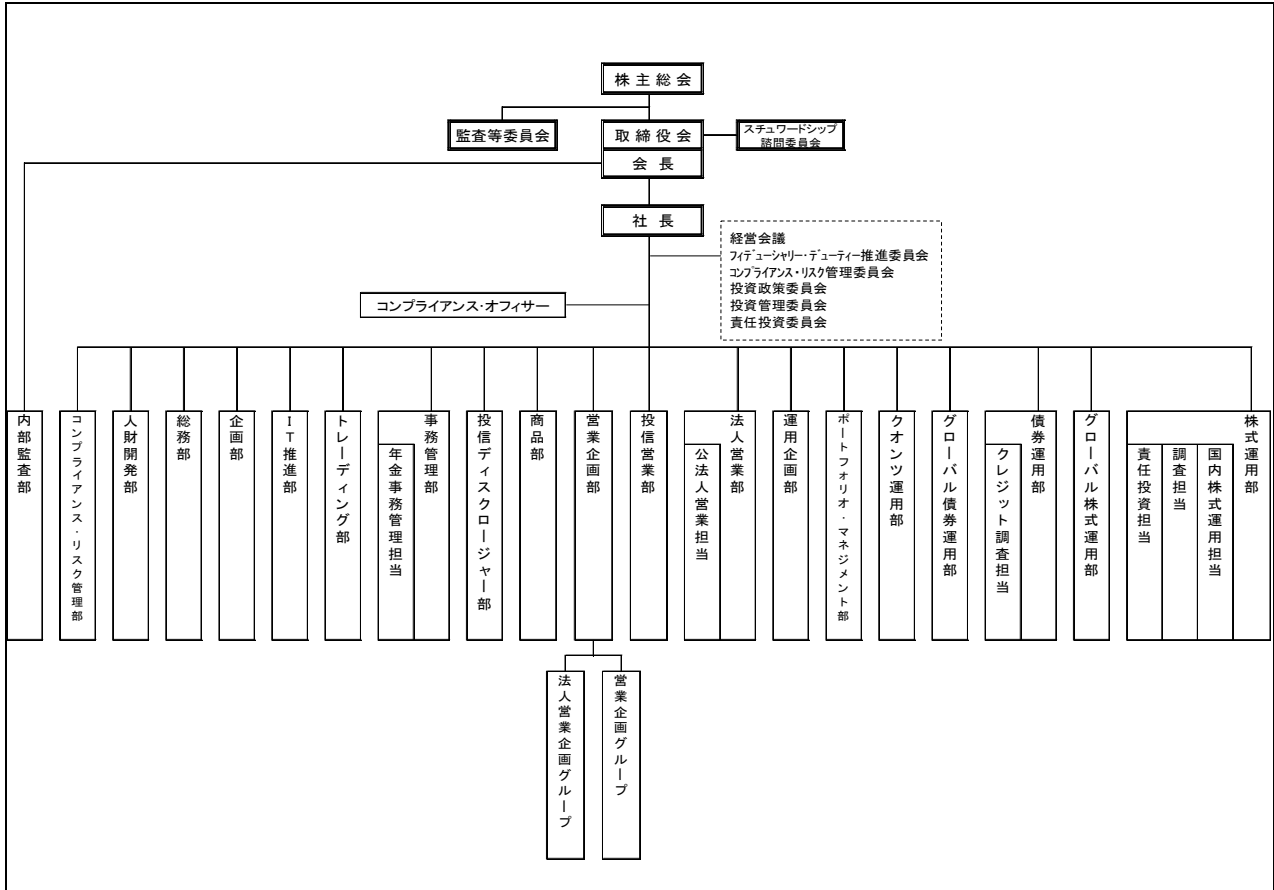 株主総会
監査等委員会
取締役会
スチュワードシップ
諮問委員会
会長
社長
経営会議
フィデューシャリー・デューティー推進委員会
コンプライアンス・リスク管理委員会
投資政策委員会
投資管理委員会
責任投資委員会
コンプライアンス・オフィサー
内部監査部
コンプライアンス・リスク管理部
人財開発部
総務部
企画部
IT推進部
トレーディング部
事務管理部
年金事務管理担当
投信ディスクロージャー部
商品部
営業企画部
投信営業部
法人営業部
公法人営業担当
運用企画部
ポートフォリオ・マネジメント部
クオンツ運用部
グローバル債券運用部
債券運用部
クレジット調査担当
グローバル株式運用部
株式運用部
国内株式運用担当
調査担当
責任投資担当
法人営業企画グループ
営業企画グループ